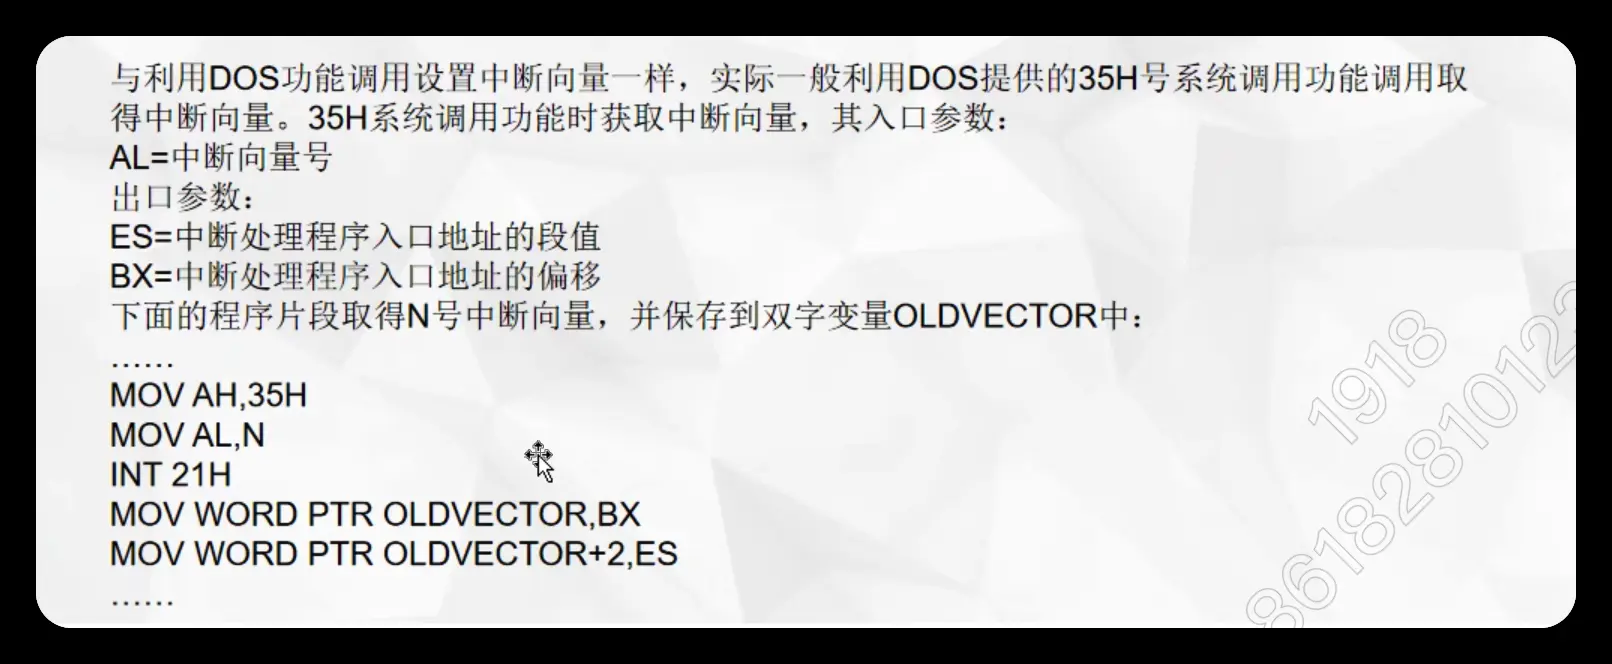 与利用DOS功能调用设置中断向量一样，实际一般利用DOS提供的35H号系统调用功能调用取
得中断向量。35H系统调用功能时获取中断向量，其入口参数：
AL=中断向量号
出口参数：
ES=中断处理程序入口地址的段值
BX=中断处理程序入口地址的偏移
下面的程序片段取得N号中断向量，并保存到双字变量OLDVECTOR中：
……
MOV AH,35H
MOV AL,N
INT 21H
MOV WORD PTR OLDVECTOR,BX
MOV WORD PTR OLDVECTOR+2,ES
……
1918